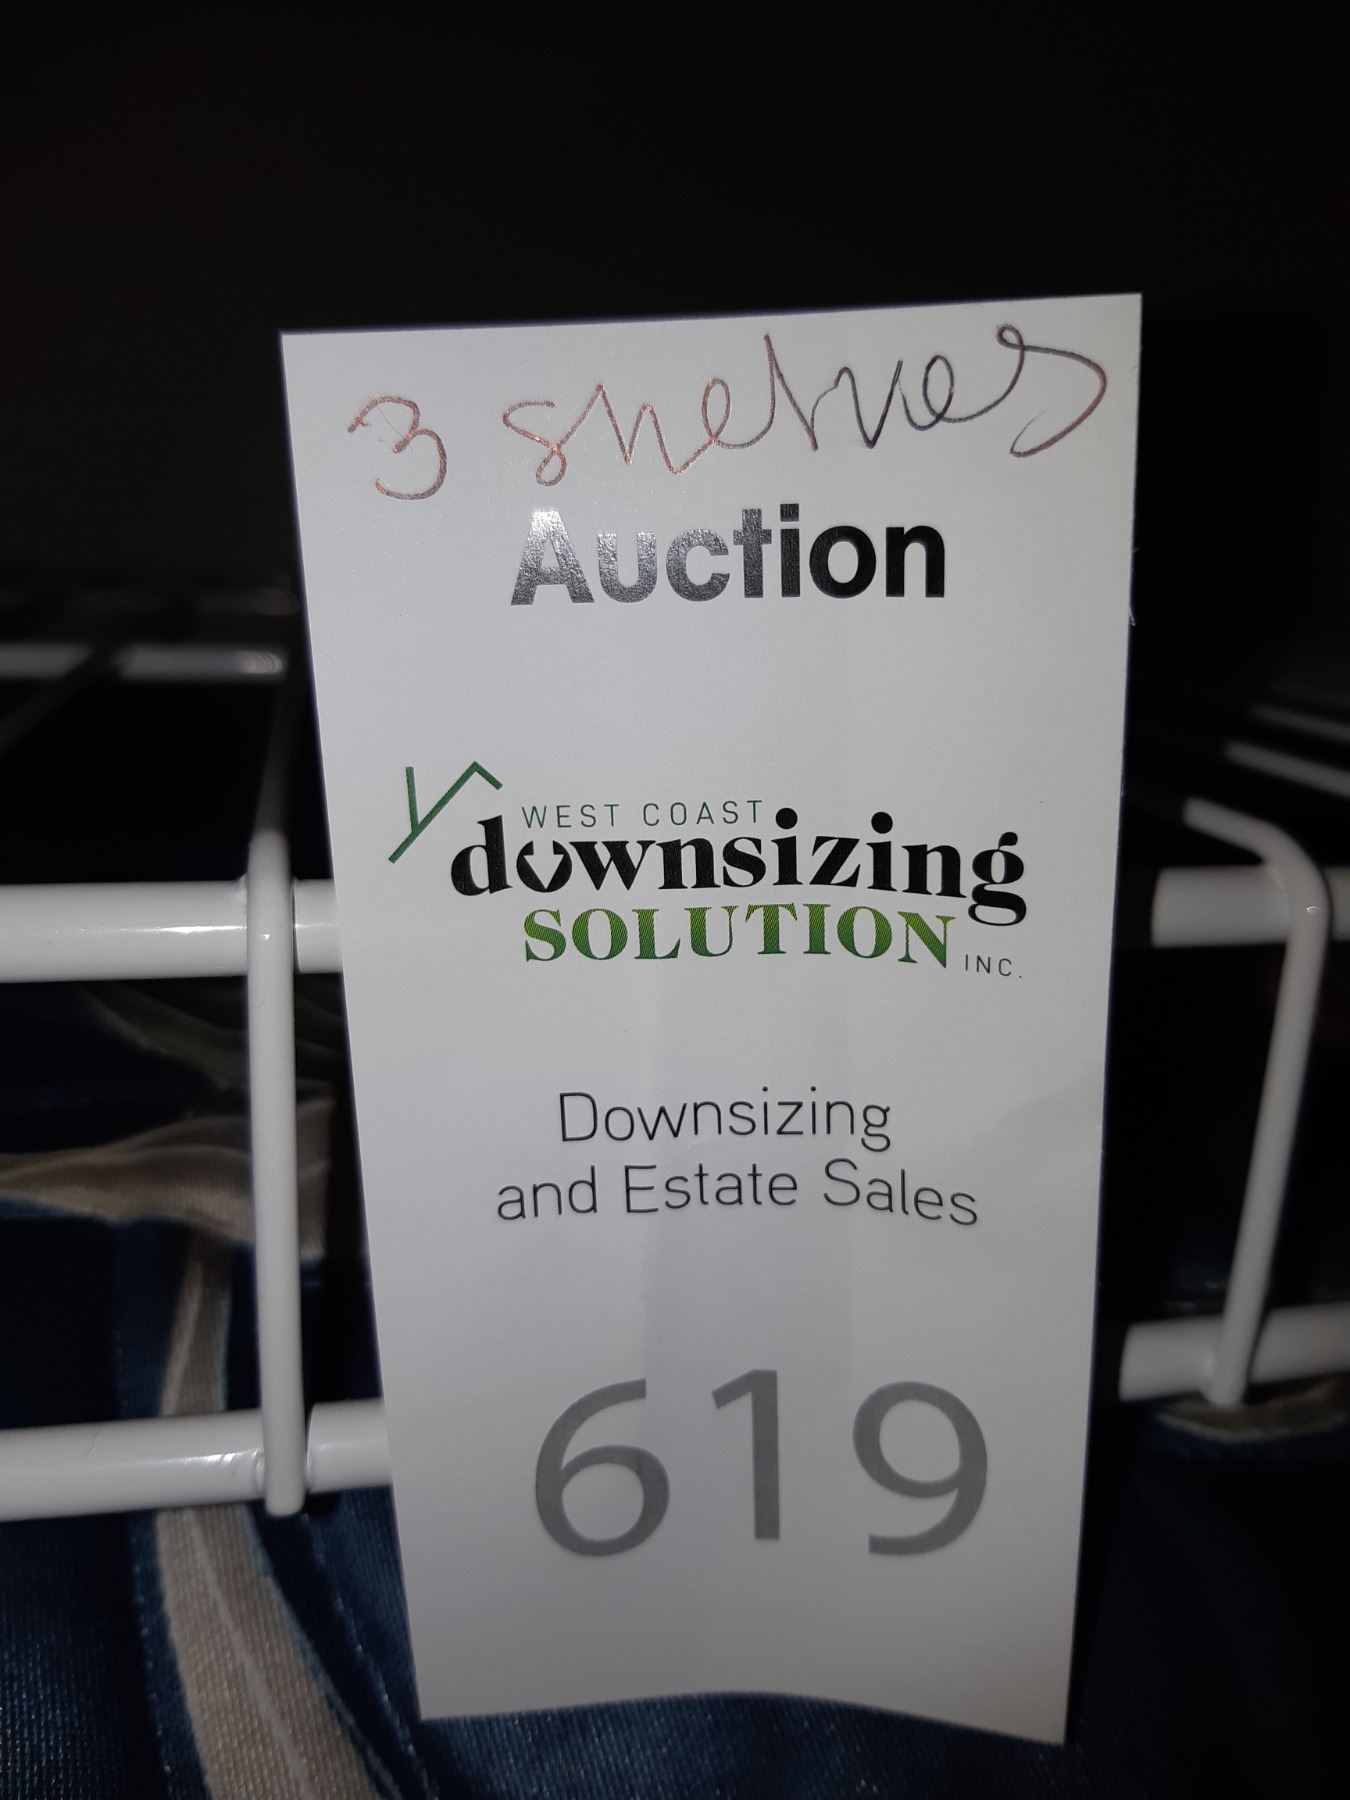 3 shelves
Auction
WEST COAST
downsizing
SOLUTION INC.
Downsizing
and Estate Sales
619